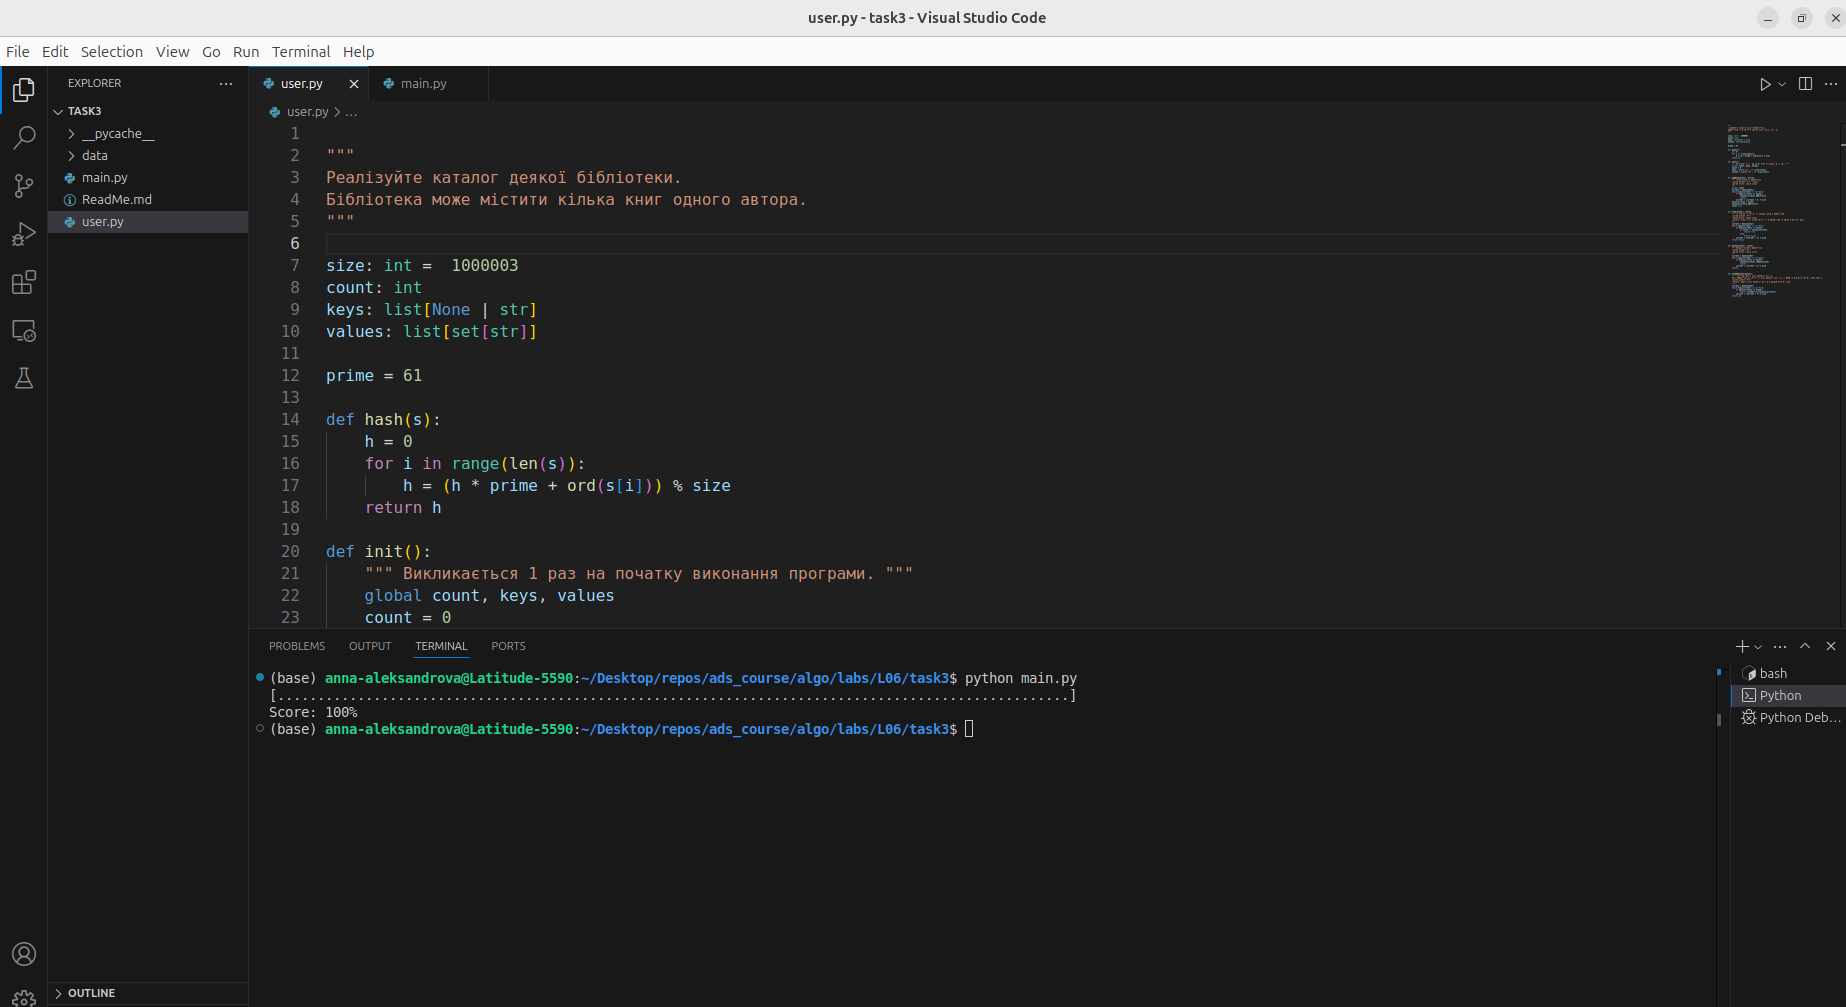 user.py - task3 - Visual Studio Code
File Edit Selection View Go Run Terminal Help
EXPLORER
TASK3
__pycache__
data
main.py
ReadMe.md
user.py
OUTLINE
user.py main.py
user.py > ...
1
2 """
3 Реалізуйте каталог деякої бібліотеки.
4 Бібліотека може містити кілька книг одного автора.
5 """
6
7 size: int =  1000003
8 count: int
9 keys: list[None | str]
10 values: list[set[str]]
11
12 prime = 61
13
14 def hash(s):
15     h = 0
16     for i in range(len(s)):
17         h = (h * prime + ord(s[i])) % size
18     return h
19
20 def init():
21     """ Викликається 1 раз на початку виконання програми. """
22     global count, keys, values
23     count = 0
PROBLEMS OUTPUT TERMINAL PORTS
(base) anna-aleksandrova@Latitude-5590:~/Desktop/repos/ads_course/algo/labs/L06/task3$ python main.py
[....................................................................................................]
Score: 100%
(base) anna-aleksandrova@Latitude-5590:~/Desktop/repos/ads_course/algo/labs/L06/task3$
bash
Python
Python Deb...